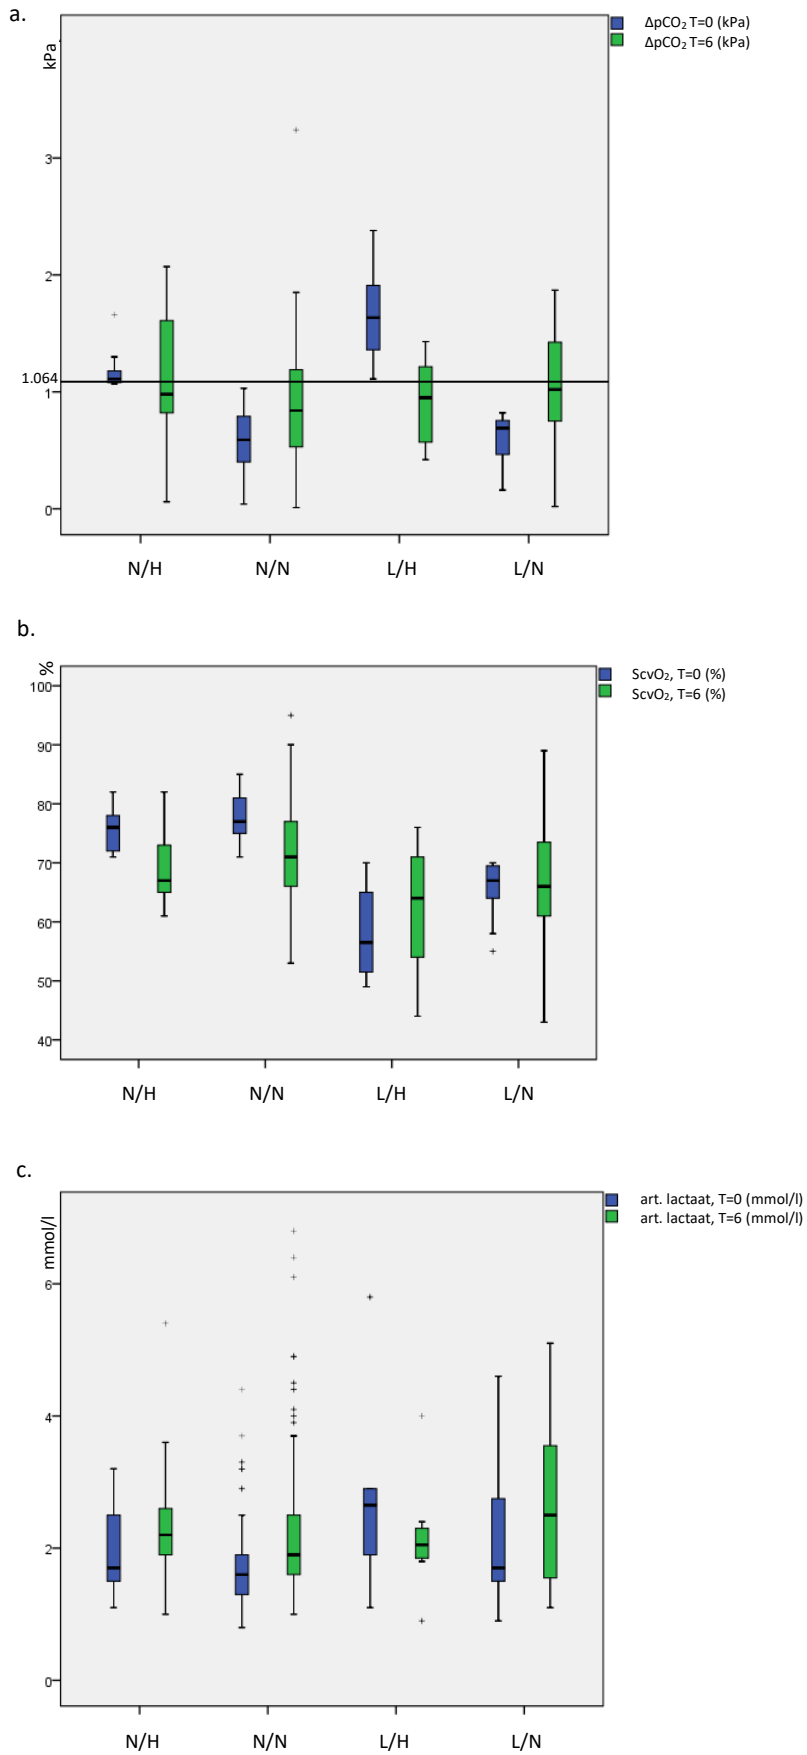 a.
kPa
ΔpCO₂ T=0 (kPa)
ΔpCO₂ T=6 (kPa)
3
2
1.064
1
0
N/H N/N L/H L/N
b.
%
ScvO₂, T=0 (%)
ScvO₂, T=6 (%)
100
90
80
70
60
50
40
N/H N/N L/H L/N
c.
mmol/l
art. lactaat, T=0 (mmol/l)
art. lactaat, T=6 (mmol/l)
6
4
2
0
N/H N/N L/H L/N